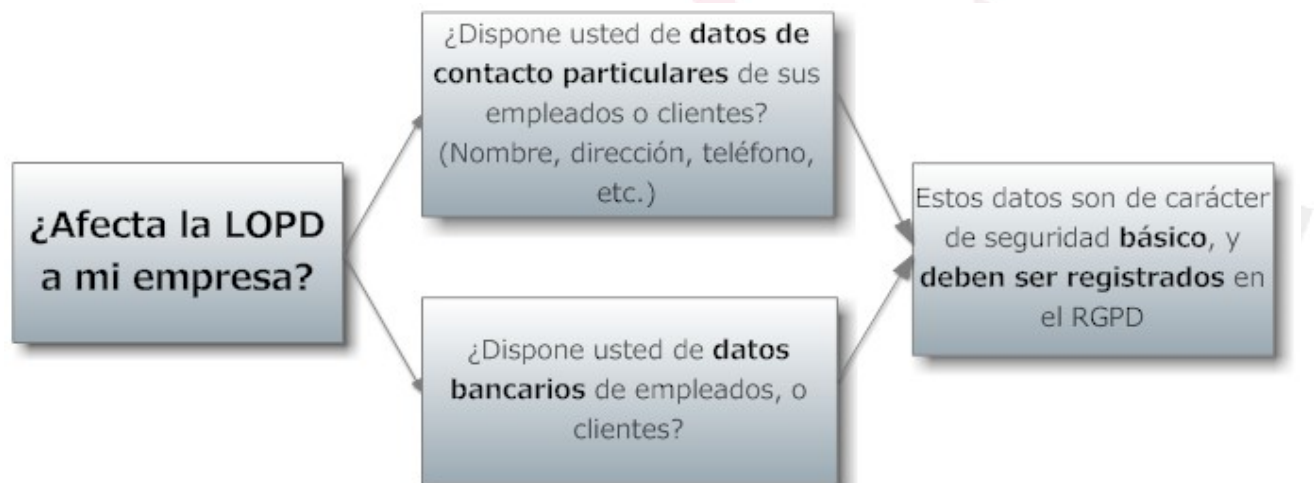 ¿Afecta la LOPD
a mi empresa?
¿Dispone usted de datos de
contacto particulares de sus
empleados o clientes?
(Nombre, dirección, teléfono,
etc.)
¿Dispone usted de datos
bancarios de empleados, o
clientes?
Estos datos son de carácter
de seguridad básico, y
deben ser registrados en
el RGPD